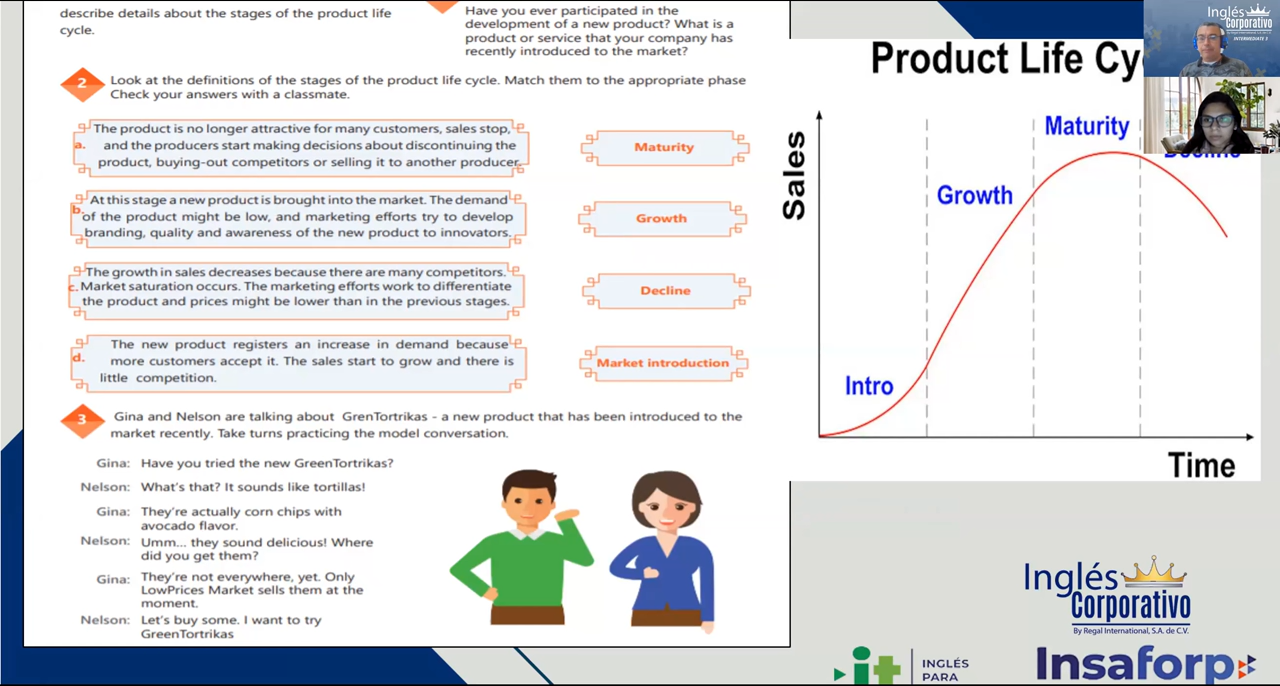 describe details about the stages of the product life
cycle.
Have you ever participated in the
development of a new product? What is a
product or service that your company has
recently introduced to the market?
2
Look at the definitions of the stages of the product life cycle. Match them to the appropriate phase
Check your answers with a classmate.
a.
The product is no longer attractive for many customers, sales stop,
and the producers start making decisions about discontinuing the
product, buying-out competitors or selling it to another producer.
Maturity
b.
At this stage a new product is brought into the market. The demand
of the product might be low, and marketing efforts try to develop
branding, quality and awareness of the new product to innovators.
Growth
c.
The growth in sales decreases because there are many competitors.
Market saturation occurs. The marketing efforts work to differentiate
the product and prices might be lower than in the previous stages.
Decline
d.
The new product registers an increase in demand because
more customers accept it. The sales start to grow and there is
little competition.
Market introduction
3
Gina and Nelson are talking about GrenTortrikas - a new product that has been introduced to the
market recently. Take turns practicing the model conversation.
Gina: Have you tried the new GreenTortrikas?
Nelson: What's that? It sounds like tortillas!
Gina: They're actually corn chips with
avocado flavor.
Nelson: Umm... they sound delicious! Where
did you get them?
Gina: They're not everywhere, yet. Only
LowPrices Market sells them at the
moment.
Nelson: Let's buy some. I want to try
GreenTortrikas
Product Life Cy
Sales
Intro
Growth
Maturity
Decline
Time
Inglés
Corporativo
By Regal International, S.A. de C.V.
INTERMEDIATE 5
Inglés
Corporativo
By Regal International, S.A. de C.V.
it+
INGLÉS
PARA
Insaforp